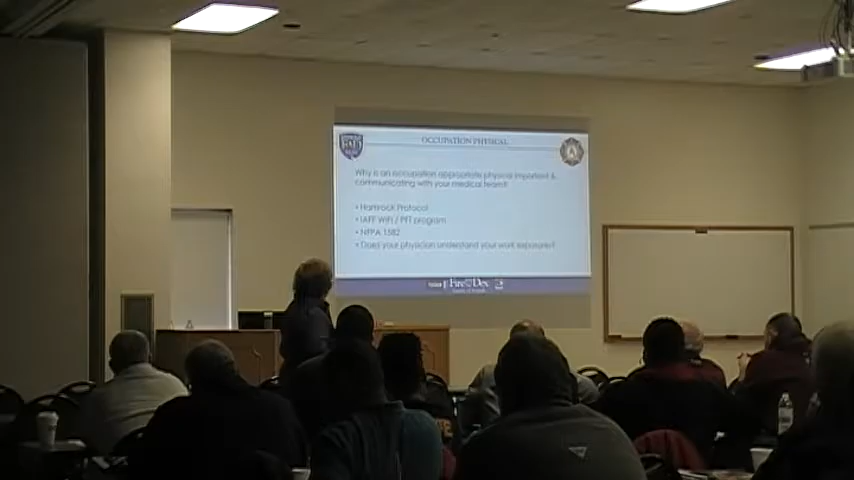 OCCUPATION PHYSICAL
Why is an occupation appropriate physical important &
communicating with your medical team?
• Hamrock Protocol
• IAFF WFI / PFT program
• NFPA 1582
• Does your physician understand your work exposure?